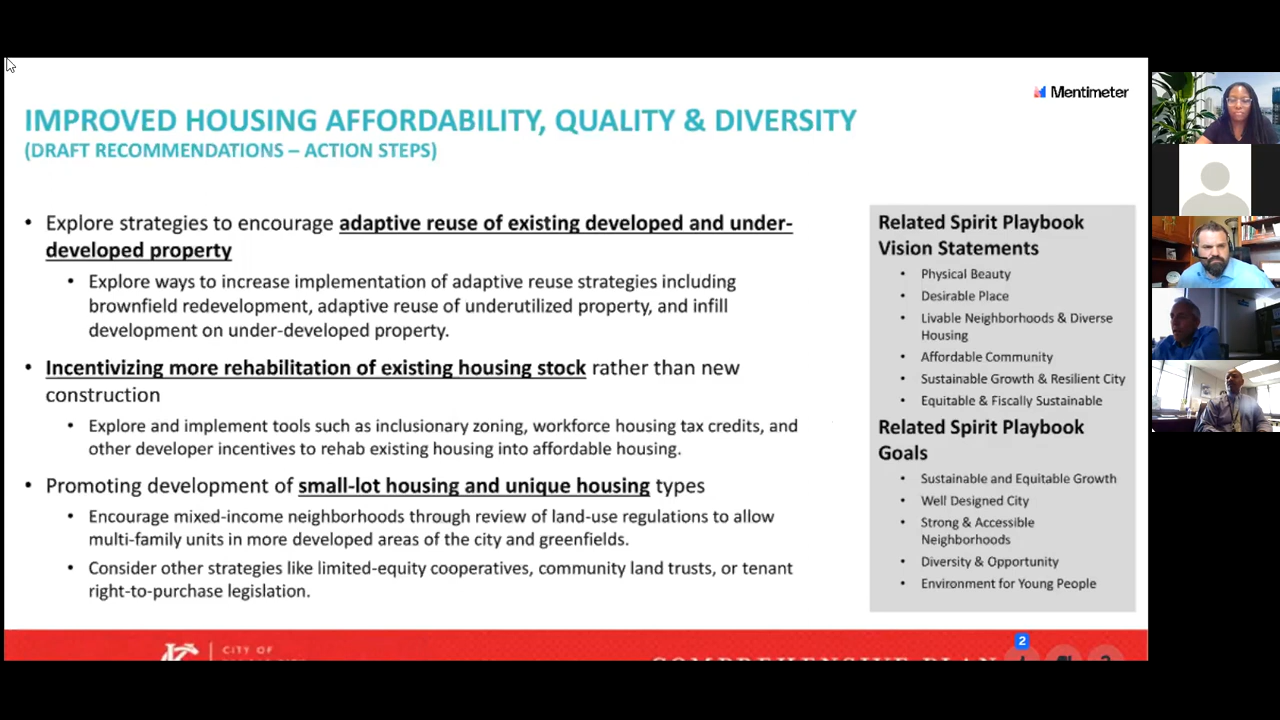 Mentimeter
IMPROVED HOUSING AFFORDABILITY, QUALITY & DIVERSITY
(DRAFT RECOMMENDATIONS – ACTION STEPS)
• Explore strategies to encourage adaptive reuse of existing developed and under-
developed property
• Explore ways to increase implementation of adaptive reuse strategies including
brownfield redevelopment, adaptive reuse of underutilized property, and infill
development on under-developed property.
• Incentivizing more rehabilitation of existing housing stock rather than new
construction
• Explore and implement tools such as inclusionary zoning, workforce housing tax credits, and
other developer incentives to rehab existing housing into affordable housing.
• Promoting development of small-lot housing and unique housing types
• Encourage mixed-income neighborhoods through review of land-use regulations to allow
multi-family units in more developed areas of the city and greenfields.
• Consider other strategies like limited-equity cooperatives, community land trusts, or tenant
right-to-purchase legislation.
Related Spirit Playbook
Vision Statements
• Physical Beauty
• Desirable Place
• Livable Neighborhoods & Diverse
Housing
• Affordable Community
• Sustainable Growth & Resilient City
• Equitable & Fiscally Sustainable
Related Spirit Playbook
Goals
• Sustainable and Equitable Growth
• Well Designed City
• Strong & Accessible
Neighborhoods
• Diversity & Opportunity
• Environment for Young People
KC
CITY OF
COMPREHENSIVE PLAN
2